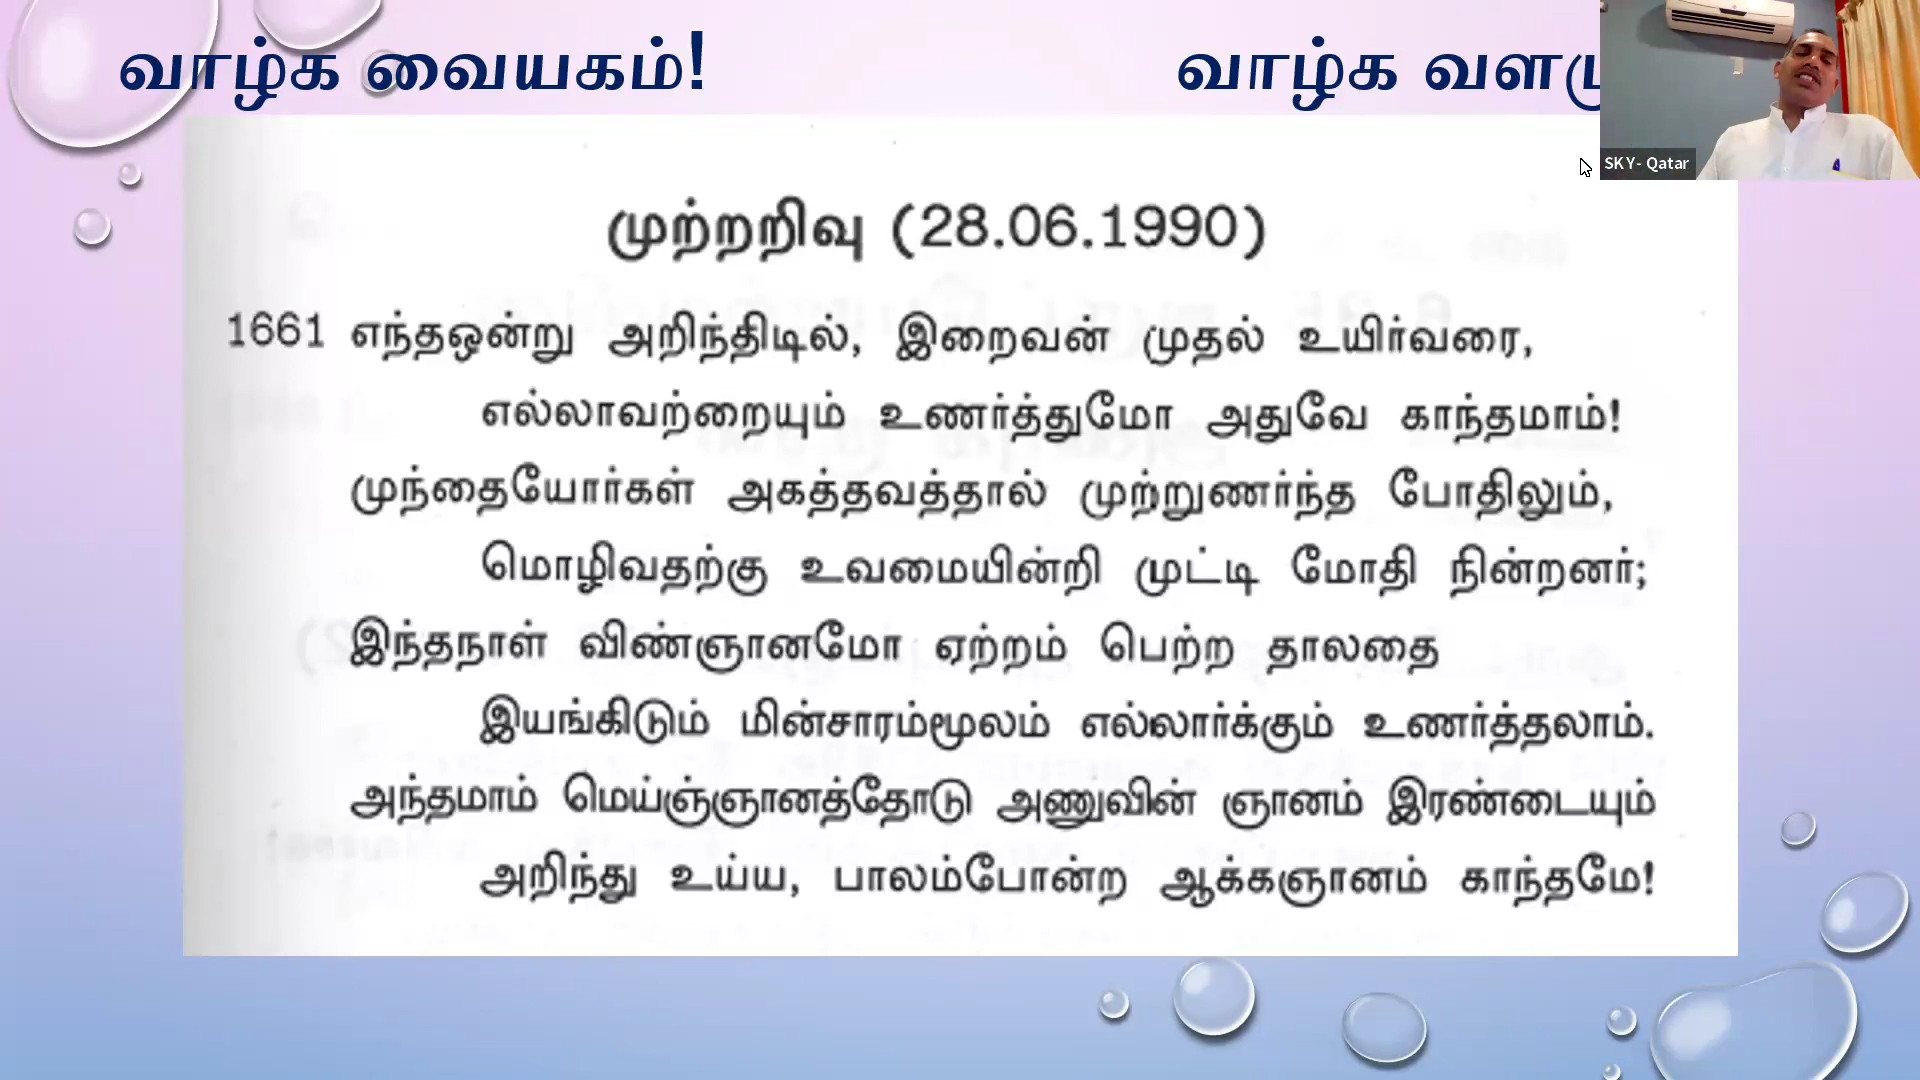 வாழ்க வையகம்!
வாழ்க
SKY- Qatar
முற்றறிவு (28.06.1990)
1661 எந்தஒன்று அறிந்திடில், இறைவன் முதல் உயிர்வரை,
எல்லாவற்றையும் உணர்த்துமோ அதுவே காந்தமாம்!
முந்தையோர்கள் அகத்தவத்தால் முற்றுணர்ந்த போதிலும்,
மொழிவதற்கு உவமையின்றி முட்டி மோதி நின்றனர்;
இந்தநாள் விண்ஞானமோ ஏற்றம் பெற்ற தாலதை
இயங்கிடும் மின்சாரம்மூலம் எல்லார்க்கும் உணர்த்தலாம்.
அந்தமாம் மெய்ஞ்ஞானத்தோடு அணுவின் ஞானம் இரண்டையும்
அறிந்து உய்ய, பாலம்போன்ற ஆக்கஞானம் காந்தமே!